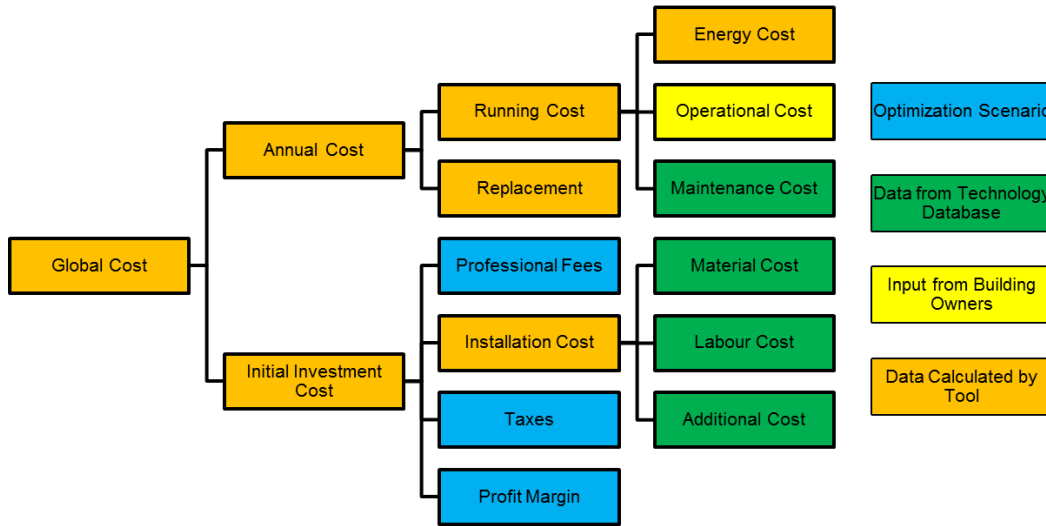 Energy Cost
Running Cost
Operational Cost
Optimization Scenario
Annual Cost
Replacement
Maintenance Cost
Data from Technology
Database
Global Cost
Professional Fees
Material Cost
Input from Building
Owners
Initial Investment
Cost
Installation Cost
Labour Cost
Data Calculated by
Tool
Taxes
Additional Cost
Profit Margin